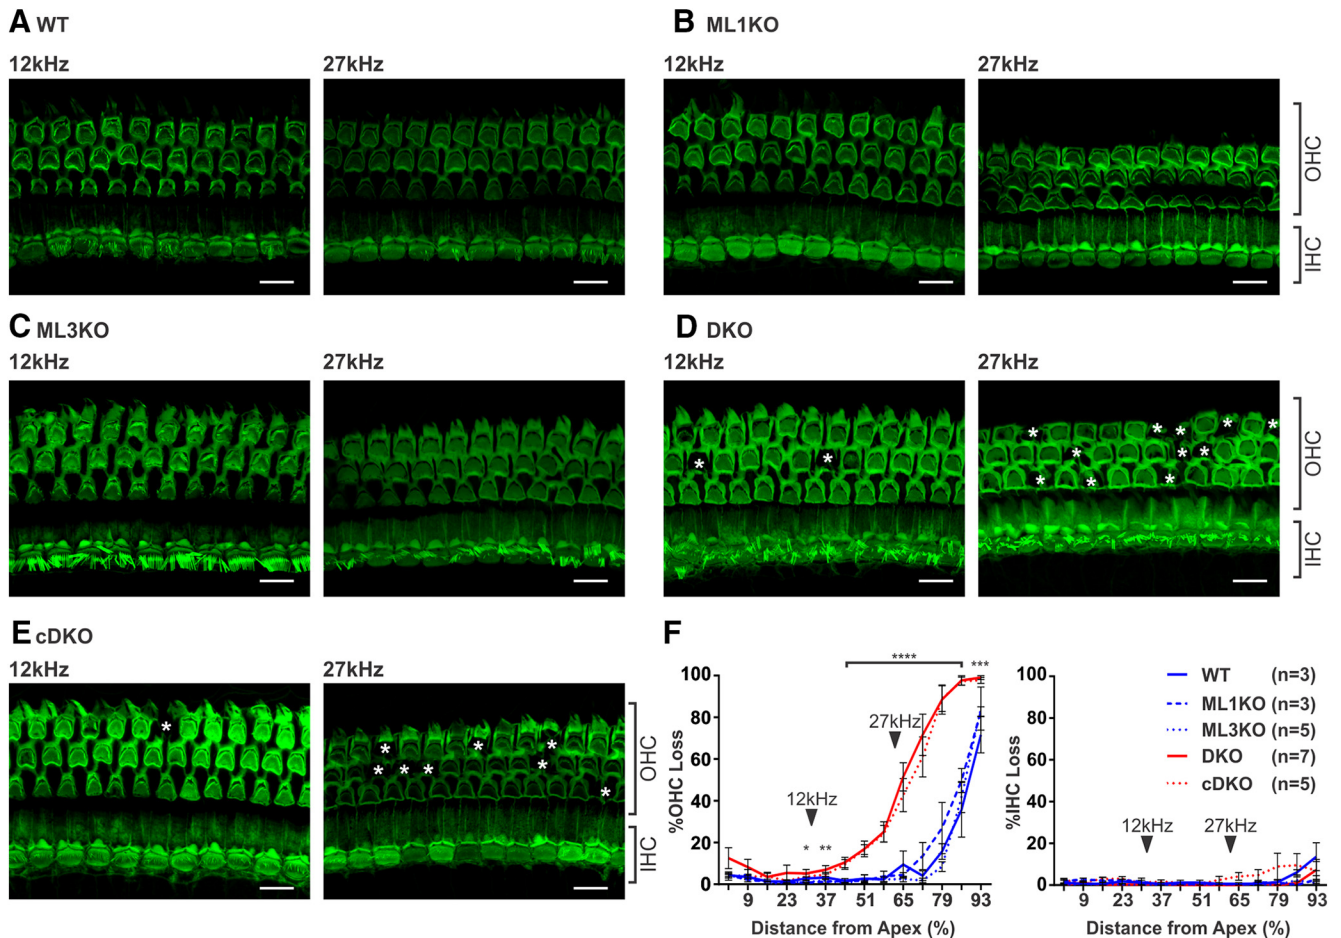 A WT
12kHz
27kHz
B ML1KO
12kHz
27kHz
OHC
IHC
C ML3KO
12kHz
27kHz
D DKO
12kHz
27kHz
* *
* * * * * * * * * * *
OHC
IHC
E cDKO
12kHz
27kHz
*
* * * * * * *
OHC
IHC
F
%OHC Loss
100
80
60
40
20
0
****
***
27kHz
12kHz
* **
9 23 37 51 65 79 93
Distance from Apex (%)
%IHC Loss
100
80
60
40
20
0
WT (n=3)
ML1KO (n=3)
ML3KO (n=5)
DKO (n=7)
cDKO (n=5)
12kHz
27kHz
9 23 37 51 65 79 93
Distance from Apex (%)